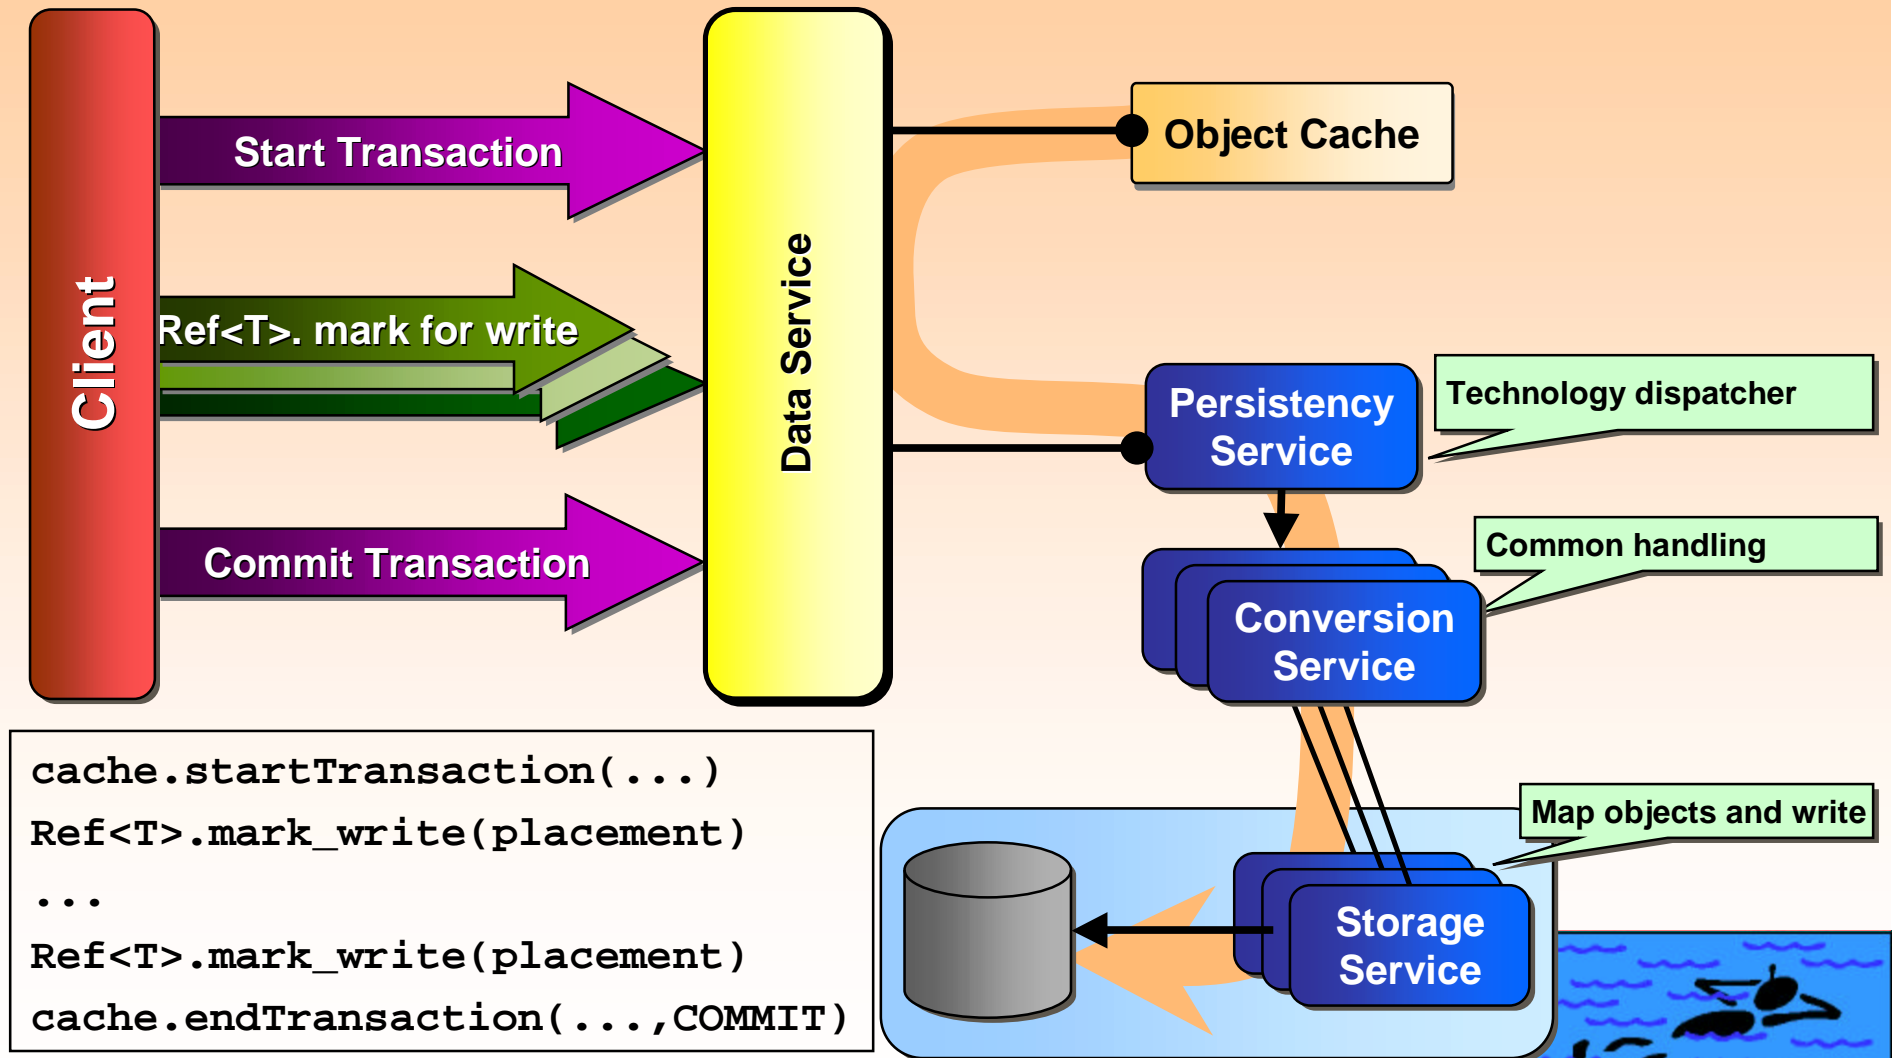 Client
Start Transaction
Ref<T>. mark for write
Commit Transaction
Data Service
Object Cache
Persistency
Service
Technology dispatcher
Conversion
Service
Common handling
Map objects and write
Storage
Service
cache.startTransaction(...)
Ref<T>.mark_write(placement)
...
Ref<T>.mark_write(placement)
cache.endTransaction(...,COMMIT)